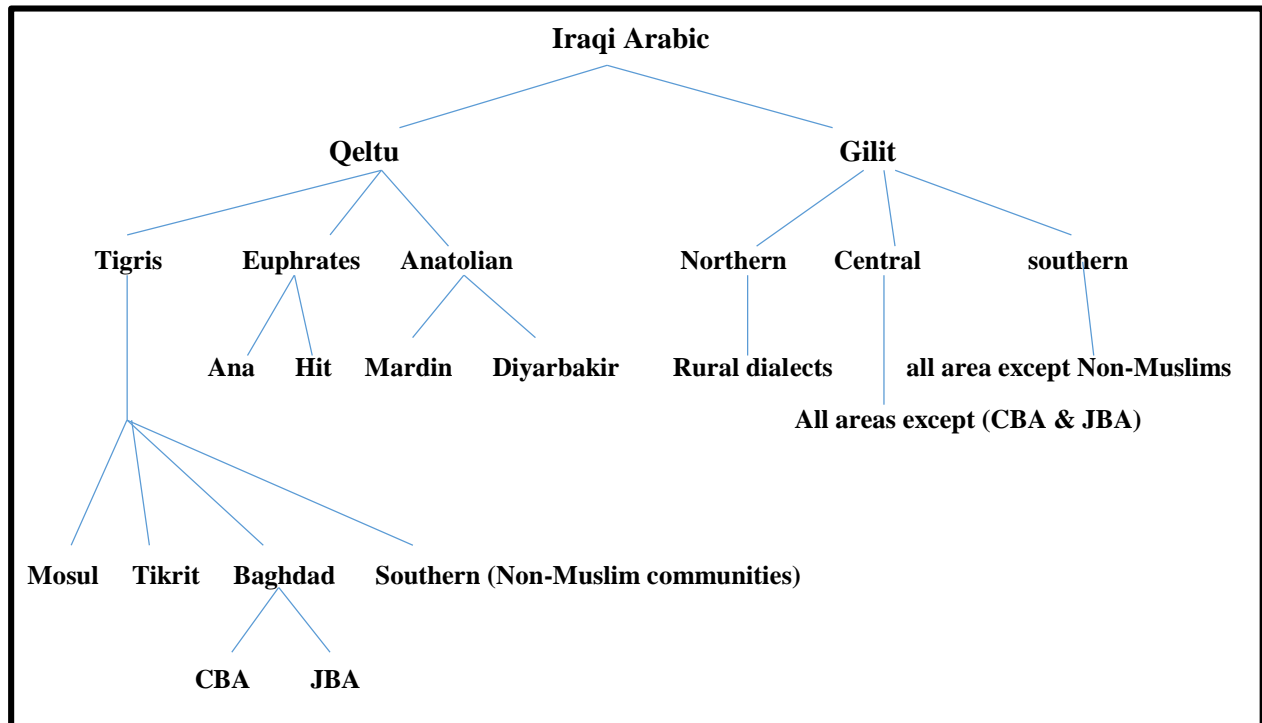 Iraqi Arabic
Qeltu Gilit
Tigris Euphrates Anatolian Northern Central southern
Ana Hit Mardin Diyarbakir Rural dialects all area except Non-Muslims
All areas except (CBA & JBA)
Mosul Tikrit Baghdad Southern (Non-Muslim communities)
CBA JBA